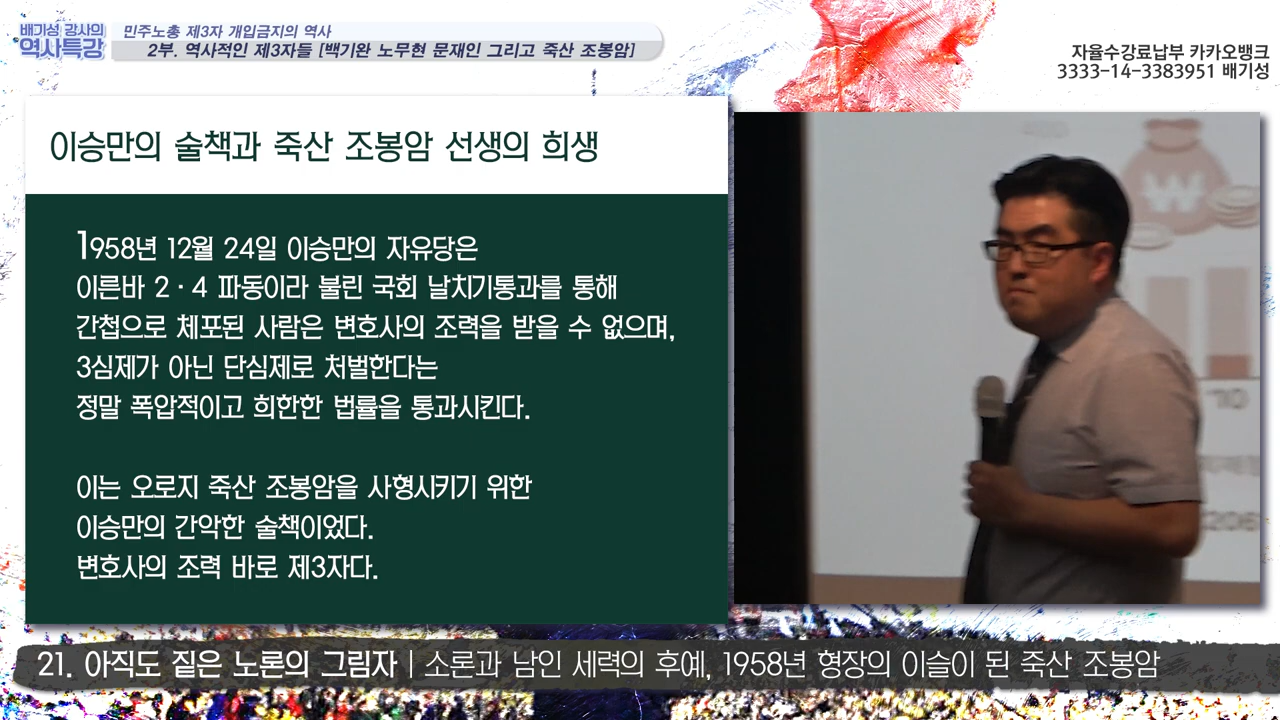 배기성 강사의
역사특강
민주노총 제3자 개입금지의 역사
2부. 역사적인 제3자들 [백기완 노무현 문재인 그리고 죽산 조봉암]
자율수강료납부 카카오뱅크
3333-14-3383951 배기성
이승만의 술책과 죽산 조봉암 선생의 희생
1958년 12월 24일 이승만의 자유당은
이른바 2·4 파동이라 불린 국회 날치기통과를 통해
간첩으로 체포된 사람은 변호사의 조력을 받을 수 없으며,
3심제가 아닌 단심제로 처벌한다는
정말 폭압적이고 희한한 법률을 통과시킨다.
이는 오로지 죽산 조봉암을 사형시키기 위한
이승만의 간악한 술책이었다.
변호사의 조력 바로 제3자다.
₩
'70
21. 아직도 짙은 노론의 그림자 | 소론과 남인 세력의 후예, 1958년 형장의 이슬이 된 죽산 조봉암